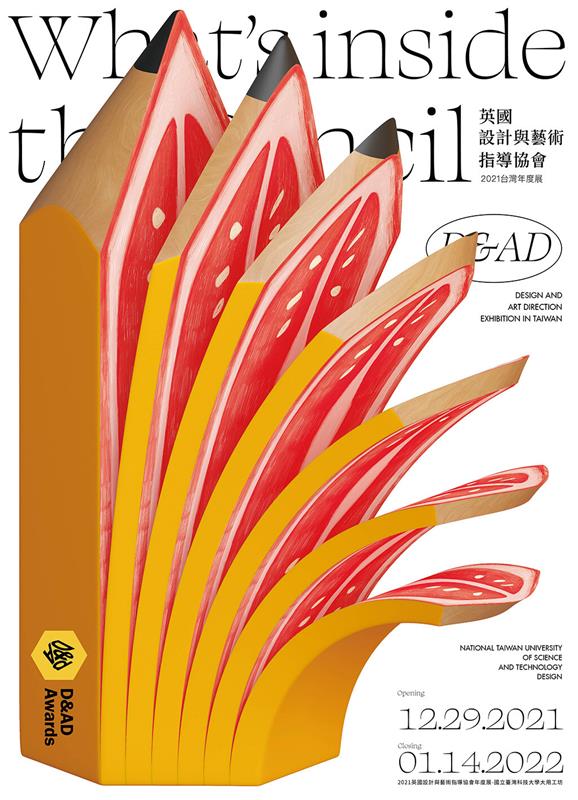 What's inside
the pencil
英國
設計與藝術
指導協會
2021台灣年度展
D&AD
DESIGN AND
ART DIRECTION
EXHIBITION IN TAIWAN
D&AD
Awards
NATIONAL TAIWAN UNIVERSITY
OF SCIENCE
AND TECHNOLOGY
DESIGN
Opening
12.29.2021
Closing
01.14.2022
2021英國設計與藝術指導協會年度展-國立臺灣科技大學大用工坊